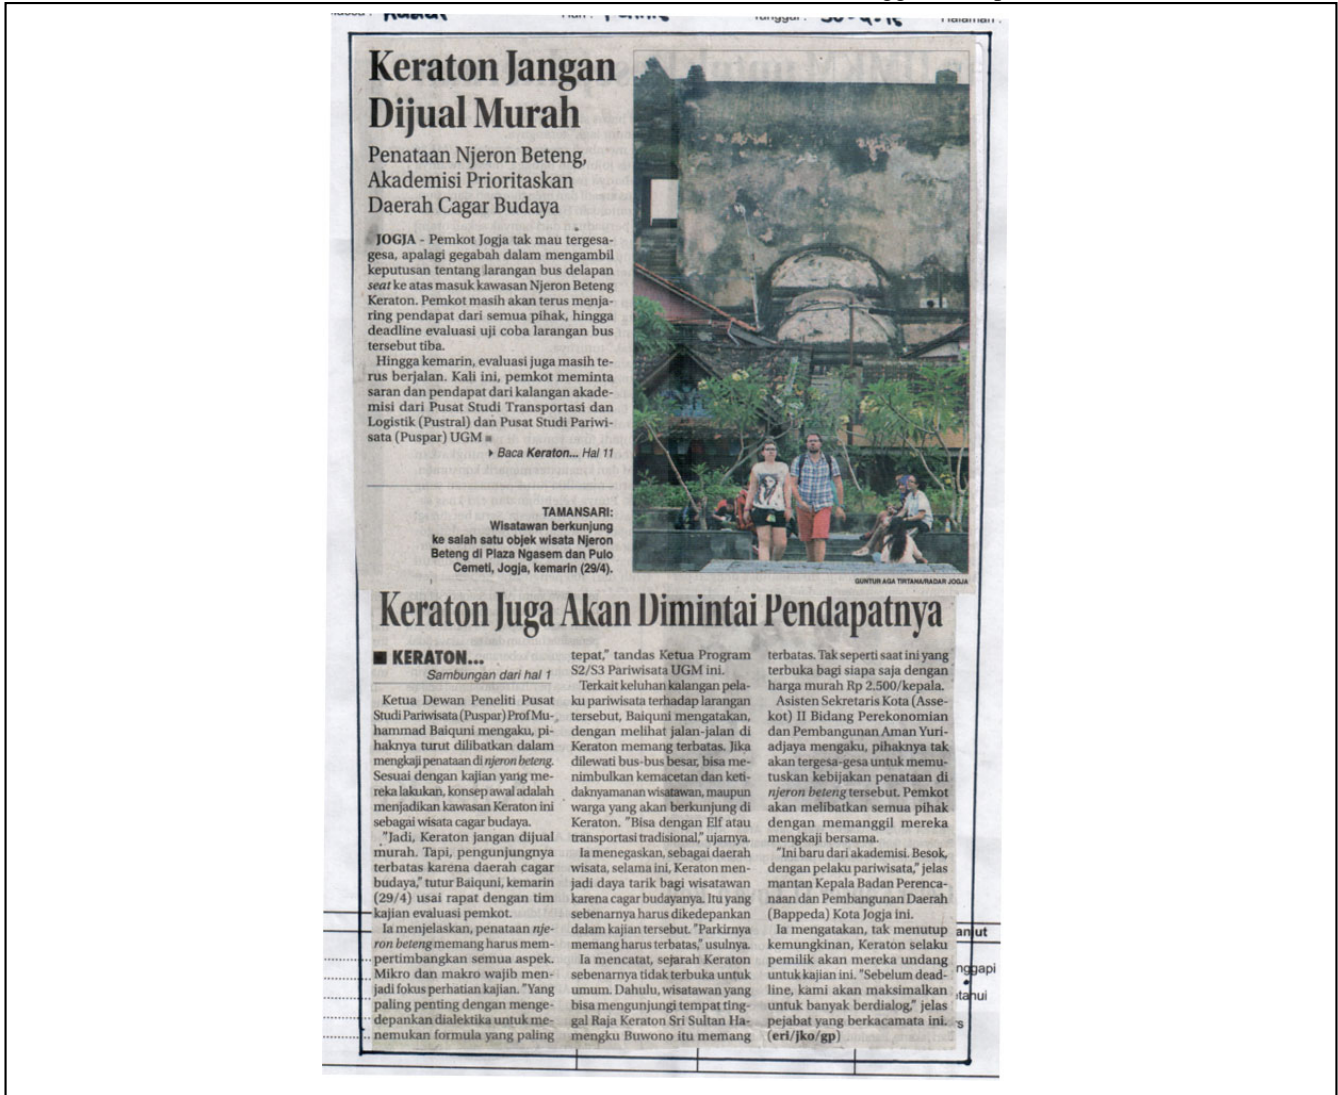 Keraton Jangan
Dijual Murah
Penataan Njeron Beteng,
Akademisi Prioritaskan
Daerah Cagar Budaya
JOGJA - Pemkot Jogja tak mau tergesa-
gesa, apalagi gegabah dalam mengambil
keputusan tentang larangan bus delapan
seat ke atas masuk kawasan Njeron Beteng
Keraton. Pemkot masih akan terus menja-
ring pendapat dari semua pihak, hingga
deadline evaluasi uji coba larangan bus
tersebut tiba.
Hingga kemarin, evaluasi juga masih te-
rus berjalan. Kali ini, pemkot meminta
saran dan pendapat dari kalangan akade-
misi dari Pusat Studi Transportasi dan
Logistik (Pustral) dan Pusat Studi Pariwi-
sata (Puspar) UGM
Baca Keraton... Hal 11
TAMANSARI:
Wisatawan berkunjung
ke salah satu objek wisata Njeron
Beteng di Plaza Ngasem dan Pulo
Cemeti, Jogja, kemarin (29/4).
GUNTUR AGA TIRTANA/RADAR JOGJA
Keraton Juga Akan Dimintai Pendapatnya
KERATON...
Sambungan dari hal 1
Ketua Dewan Peneliti Pusat
Studi Pariwisata (Puspar) Prof Mu-
hammad Baiquni mengaku, pi-
haknya turut dilibatkan dalam
mengkaji penataan di njeron beteng.
Sesuai dengan kajian yang me-
reka lakukan, konsep awal adalah
menjadikan kawasan Keraton ini
sebagai wisata cagar budaya.
"Jadi, Keraton jangan dijual
murah. Tapi, pengunjungnya
terbatas karena daerah cagar
budaya," tutur Baiquni, kemarin
(29/4) usai rapat dengan tim
kajian evaluasi pemkot.
Ia menjelaskan, penataan nje-
ron beteng memang harus mem-
pertimbangkan semua aspek.
Mikro dan makro wajib men-
jadi fokus perhatian kajian. "Yang
paling penting dengan menge-
depankan dialektika untuk me-
nemukan formula yang paling
tepat," tandas Ketua Program
S2/S3 Pariwisata UGM ini.
Terkait keluhan kalangan pela-
ku pariwisata terhadap larangan
tersebut, Baiquni mengatakan,
dengan melihat jalan-jalan di
Keraton memang terbatas. Jika
dilewati bus-bus besar, bisa me-
nimbulkan kemacetan dan keti-
daknyamanan wisatawan, maupun
warga yang akan berkunjung di
Keraton. "Bisa dengan Elf atau
transportasi tradisional," ujarnya.
Ia menegaskan, sebagai daerah
wisata, selama ini, Keraton men-
jadi daya tarik bagi wisatawan
karena cagar budayanya. Itu yang
sebenarnya harus dikedepankan
dalam kajian tersebut. "Parkirnya
memang harus terbatas," usulnya.
Ia mencatat, sejarah Keraton
sebenarnya tidak terbuka untuk
umum. Dahulu, wisatawan yang
bisa mengunjungi tempat ting-
gal Raja Keraton Sri Sultan Ha-
mengku Buwono itu memang
terbatas. Tak seperti saat ini yang
terbuka bagi siapa saja dengan
harga murah Rp 2.500/kepala.
Asisten Sekretaris Kota (Asse-
kot) II Bidang Perekonomian
dan Pembangunan Aman Yuri-
adjaya mengaku, pihaknya tak
akan tergesa-gesa untuk memu-
tuskan kebijakan penataan di
njeron beteng tersebut. Pemkot
akan melibatkan semua pihak
dengan memanggil mereka
mengkaji bersama.
"Ini baru dari akademisi. Besok,
dengan pelaku pariwisata," jelas
mantan Kepala Badan Perenca-
naan dan Pembangunan Daerah
(Bappeda) Kota Jogja ini.
Ia mengatakan, tak menutup
kemungkinan, Keraton selaku
pemilik akan mereka undang
untuk kajian ini. "Sebelum dead-
line, kami akan maksimalkan
untuk banyak berdialog," jelas
pejabat yang berkacamata ini.
(eri/jko/gp)